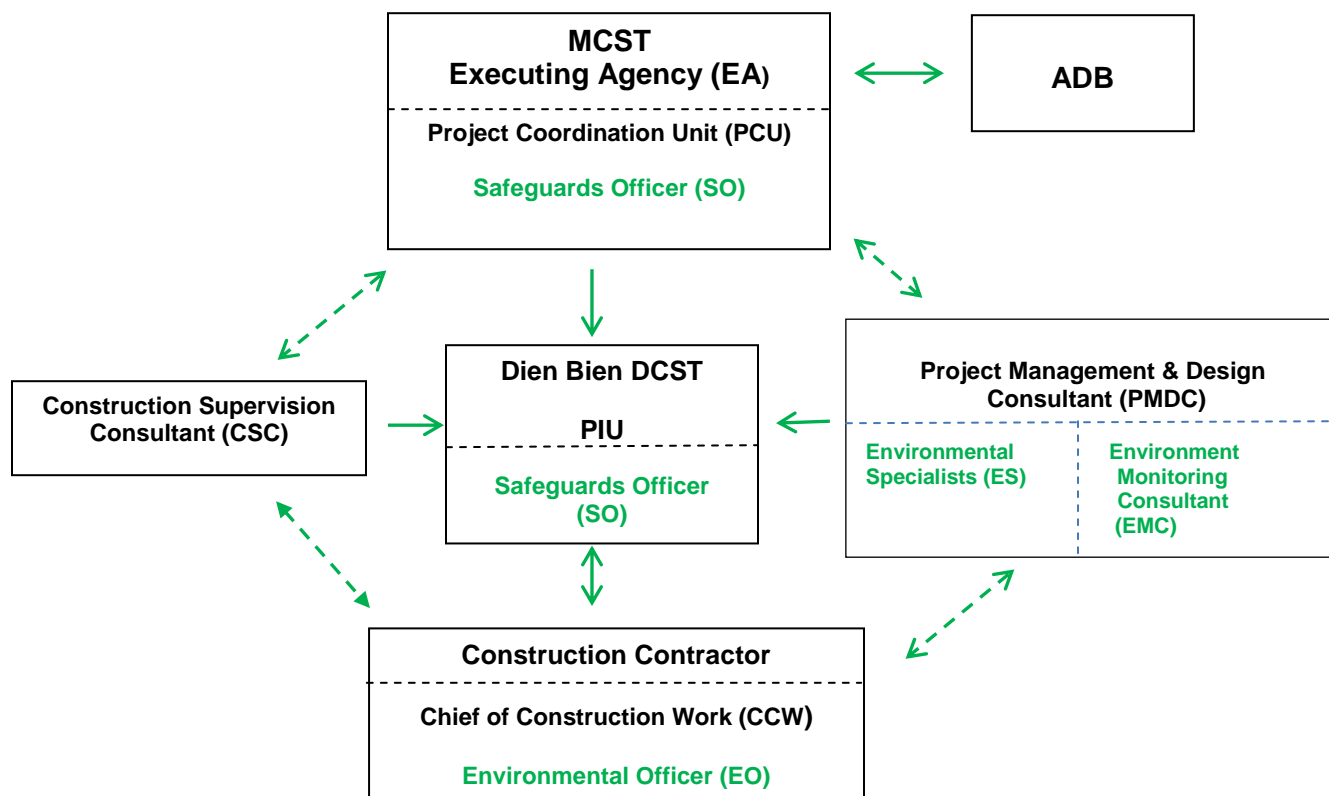 MCST
Executing Agency (EA)
Project Coordination Unit (PCU)
Safeguards Officer (SO)
ADB
Dien Bien DCST
PIU
Safeguards Officer
(SO)
Construction Supervision
Consultant (CSC)
Project Management & Design
Consultant (PMDC)
Environmental
Specialists (ES)
Environment
Monitoring
Consultant
(EMC)
Construction Contractor
Chief of Construction Work (CCW)
Environmental Officer (EO)